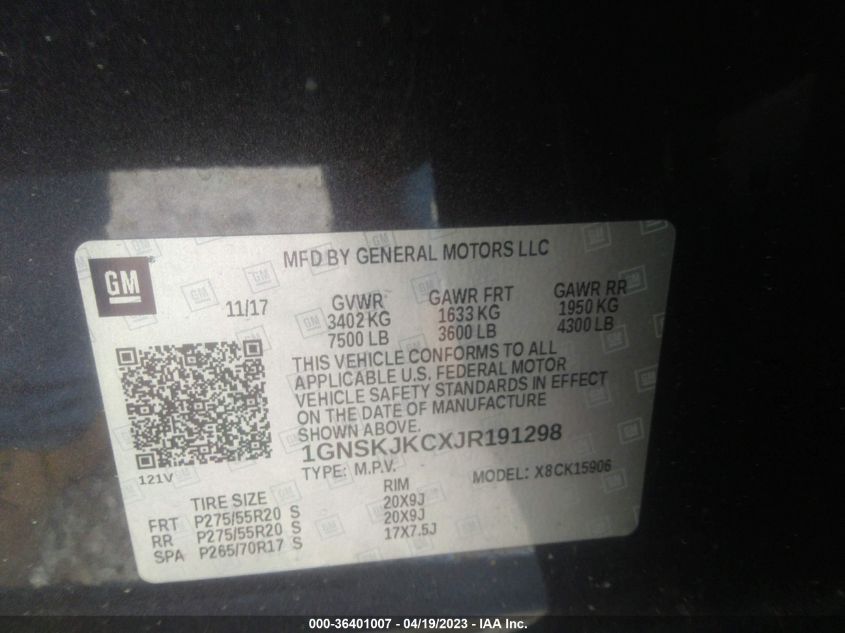 GM
MFD BY GENERAL MOTORS LLC
11/17
GVWR GAWR FRT GAWR RR
3402 KG 1633 KG 1950 KG
7500 LB 3600 LB 4300 LB
THIS VEHICLE CONFORMS TO ALL
APPLICABLE U.S. FEDERAL MOTOR
VEHICLE SAFETY STANDARDS IN EFFECT
ON THE DATE OF MANUFACTURE
SHOWN ABOVE.
1GNSKJKCXJR191298
121V
TYPE: M.P.V. MODEL: X8CK15906
TIRE SIZE RIM
FRT P275/55R20 S 20X9J
RR P275/55R20 S 20X9J
SPA P265/70R17 S 17X7.5J
000-36401007 - 04/19/2023 - IAA Inc.